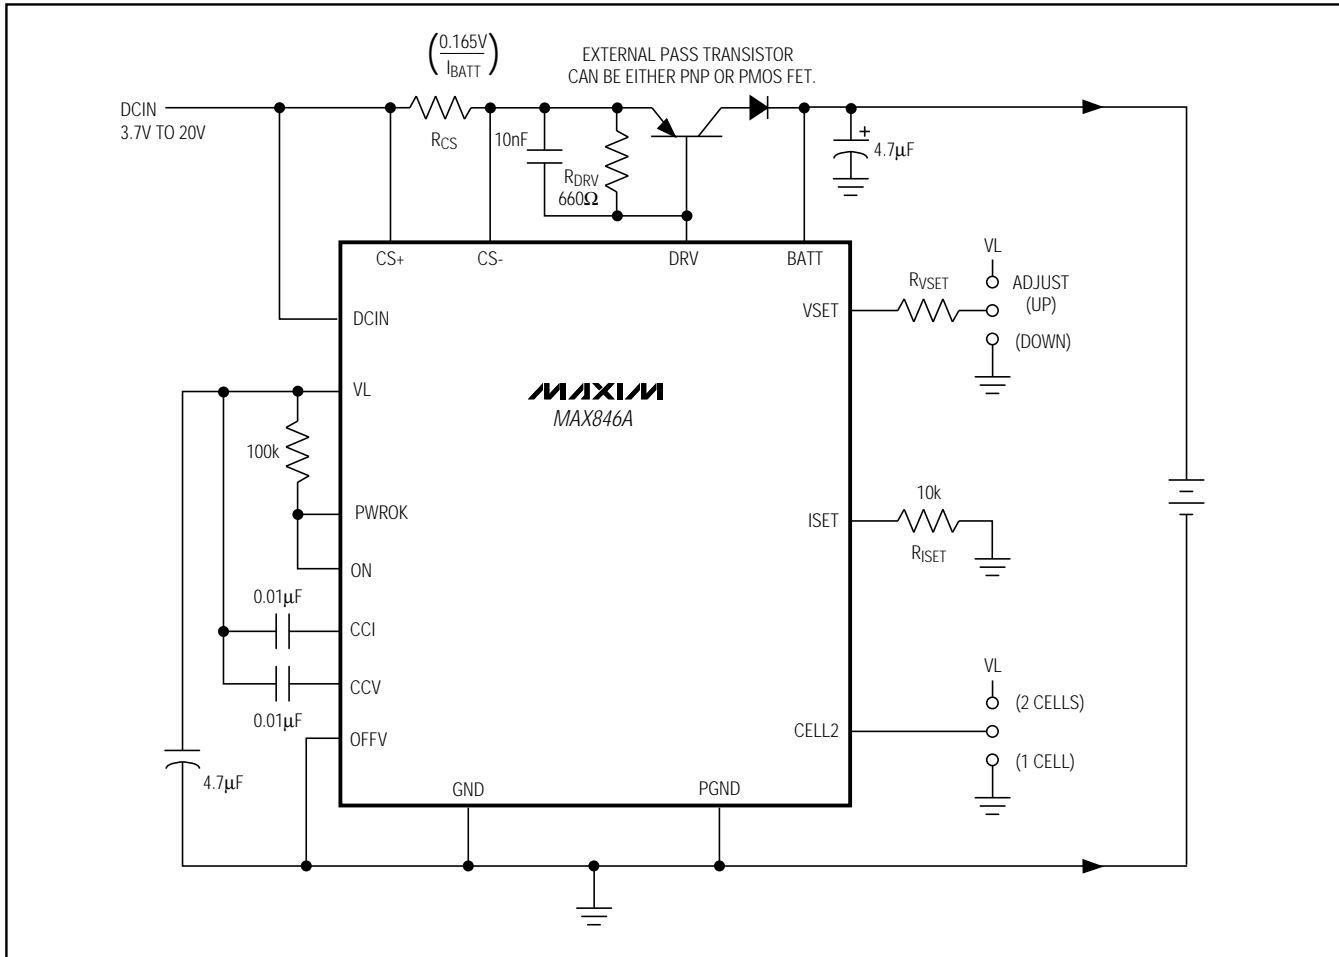 (0.165V
IBATT)
EXTERNAL PASS TRANSISTOR
CAN BE EITHER PNP OR PMOS FET.
DCIN
3.7V TO 20V
RCS
10nF
RDRV
660Ω
+
4.7μF
CS+
CS-
DRV
BATT
DCIN
VSET
RVSET
VL
ADJUST
(UP)
(DOWN)
VL
MAXIM
MAX846A
100k
PWROK
ISET
10k
RISET
ON
0.01μF
CCI
CCV
0.01μF
OFFV
CELL2
VL
(2 CELLS)
(1 CELL)
4.7μF
GND
PGND